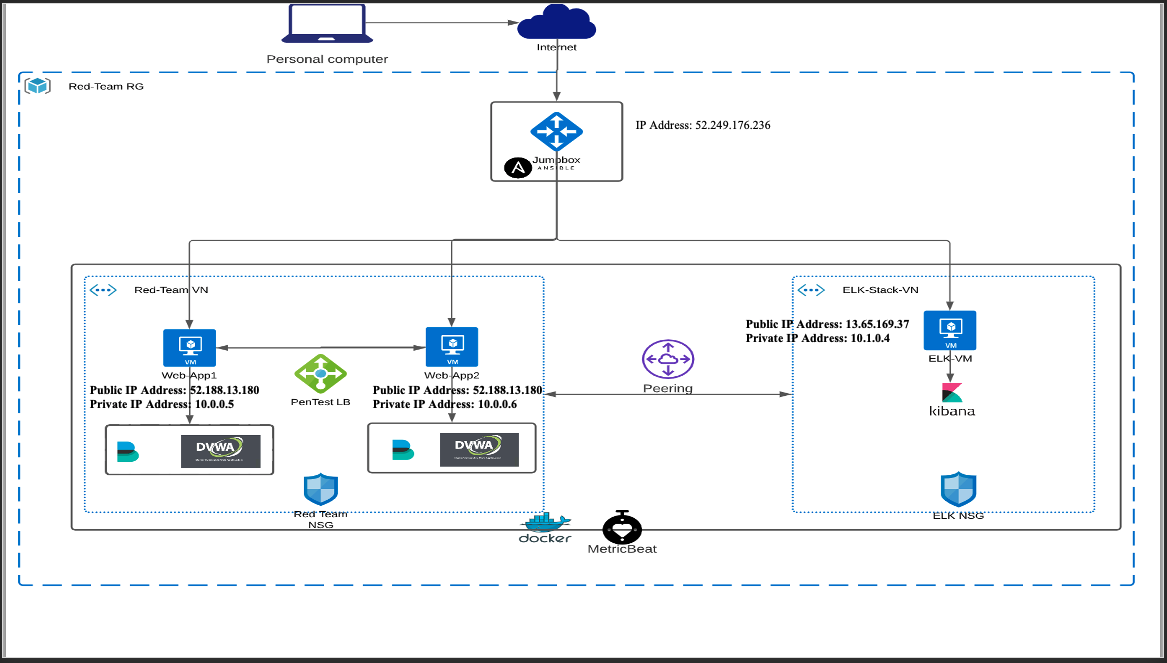 Personal computer
Internet
Red-Team RG
IP Address: 52.249.176.236
Jumpbox
ANSIBLE
Red-Team VN
ELK-Stack-VN
Public IP Address: 13.65.169.37
Private IP Address: 10.1.0.4
VM
ELK-VM
VM
Web-App1
VM
Web-App2
Public IP Address: 52.188.13.180
Private IP Address: 10.0.0.5
PenTest LB
Public IP Address: 52.188.13.180
Private IP Address: 10.0.0.6
Peering
kibana
DVWA
DVWA
Red Team
NSG
ELK NSG
docker
MetricBeat